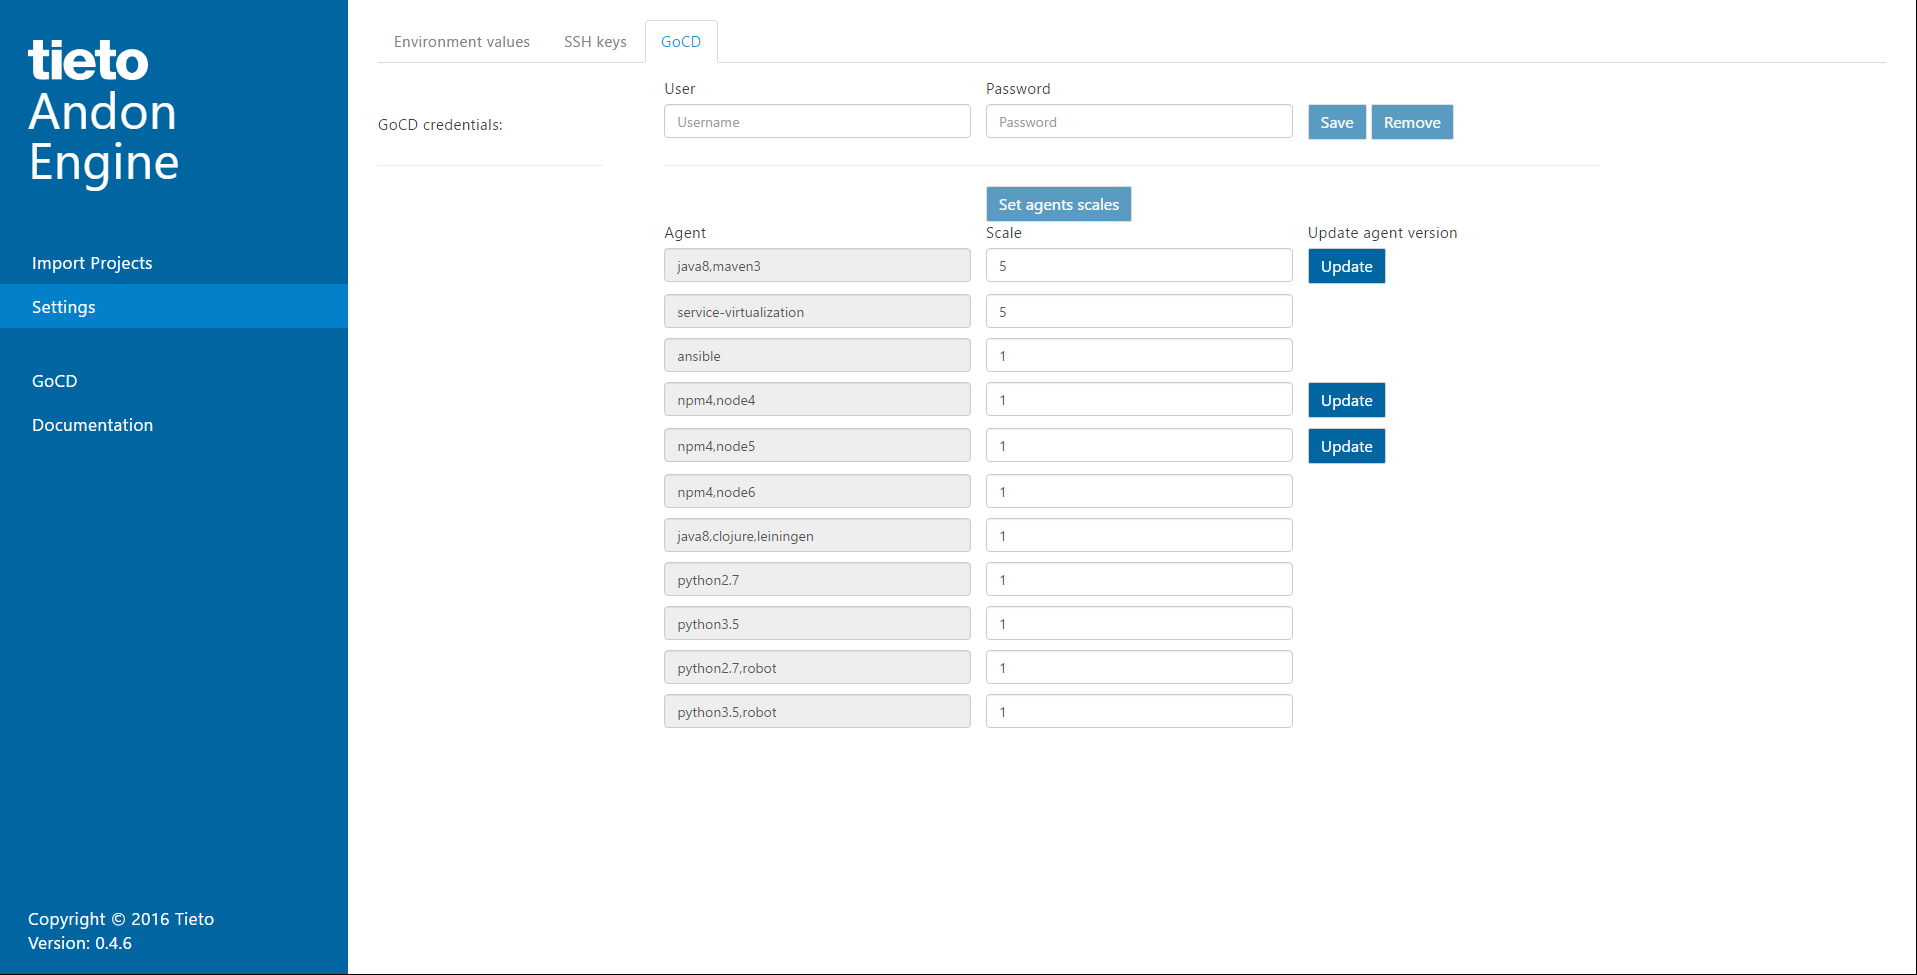 tieto
Andon
Engine
Import Projects
Settings
GoCD
Documentation
Copyright © 2016 Tieto
Version: 0.4.6
Environment values SSH keys GoCD
User Password
GoCD credentials: Username Password Save Remove
Set agents scales
Agent Scale Update agent version
java8,maven3 5 Update
service-virtualization 5
ansible 1
npm4,node4 1 Update
npm4,node5 1 Update
npm4,node6 1
java8,clojure,leiningen 1
python2.7 1
python3.5 1
python2.7,robot 1
python3.5,robot 1